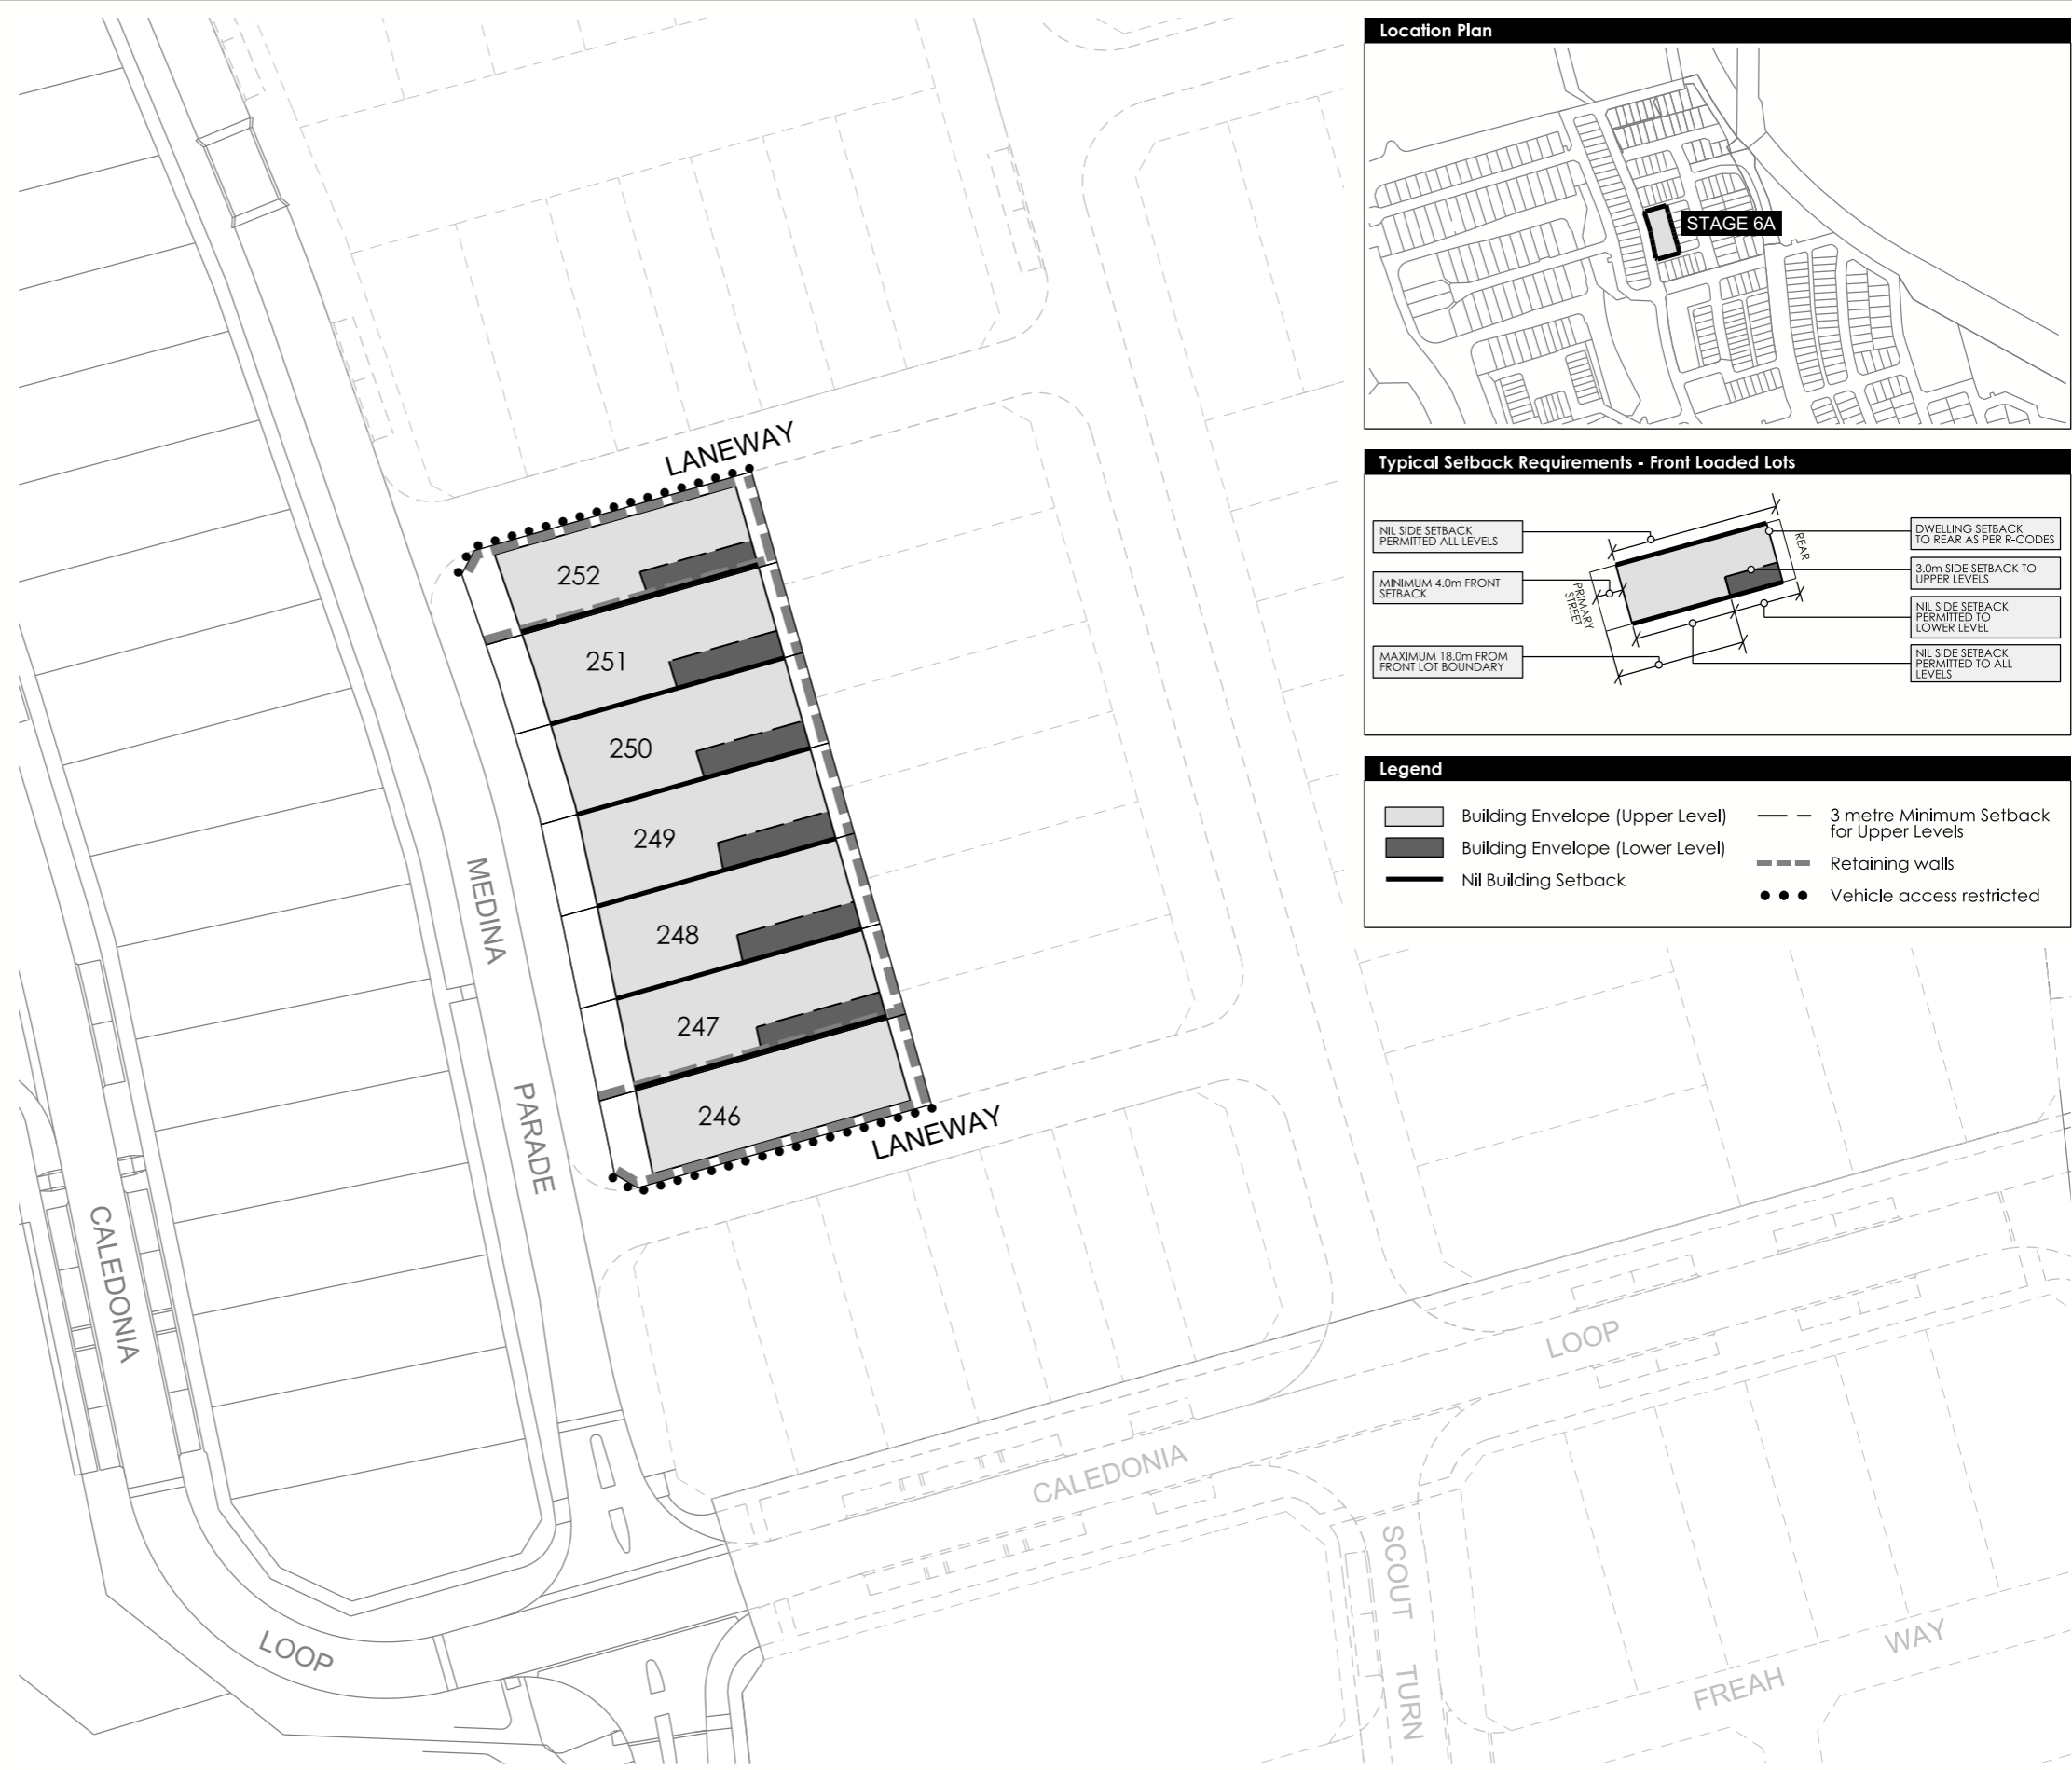 Location Plan
STAGE 6A
Typical Setback Requirements - Front Loaded Lots
NIL SIDE SETBACK
PERMITTED ALL LEVELS
MINIMUM 4.0m FRONT
SETBACK
MAXIMUM 18.0m FROM
FRONT LOT BOUNDARY
PRIMARY
STREET
REAR
DWELLING SETBACK
TO REAR AS PER R-CODES
3.0m SIDE SETBACK TO
UPPER LEVELS
NIL SIDE SETBACK
PERMITTED TO
LOWER LEVEL
NIL SIDE SETBACK
PERMITTED TO ALL
LEVELS
Legend
Building Envelope (Upper Level)
Building Envelope (Lower Level)
Nil Building Setback
3 metre Minimum Setback
for Upper Levels
Retaining walls
Vehicle access restricted
LANEWAY
252
251
250
249
248
247
246
LANEWAY
MEDINA
PARADE
CALEDONIA
LOOP
CALEDONIA
LOOP
SCOUT
TURN
FREAH
WAY